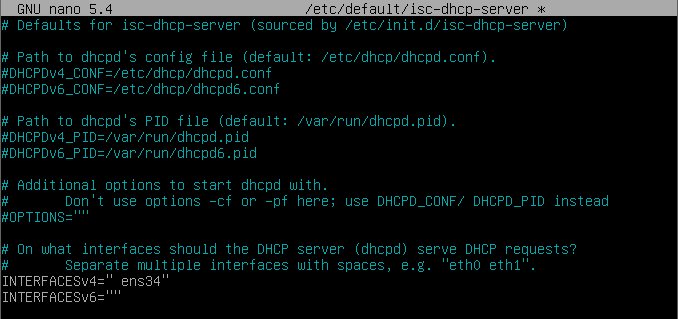 GNU nano 5.4 /etc/default/isc-dhcp-server *
# Defaults for isc-dhcp-server (sourced by /etc/init.d/isc-dhcp-server)
# Path to dhcpd's config file (default: /etc/dhcp/dhcpd.conf).
#DHCPDv4_CONF=/etc/dhcp/dhcpd.conf
#DHCPDv6_CONF=/etc/dhcp/dhcpd6.conf
# Path to dhcpd's PID file (default: /var/run/dhcpd.pid).
#DHCPDv4_PID=/var/run/dhcpd.pid
#DHCPDv6_PID=/var/run/dhcpd6.pid
# Additional options to start dhcpd with.
#       Don't use options -cf or -pf here; use DHCPD_CONF/ DHCPD_PID instead
#OPTIONS=""
# On what interfaces should the DHCP server (dhcpd) serve DHCP requests?
#       Separate multiple interfaces with spaces, e.g. "eth0 eth1".
INTERFACESv4=" ens34"
INTERFACESv6=""